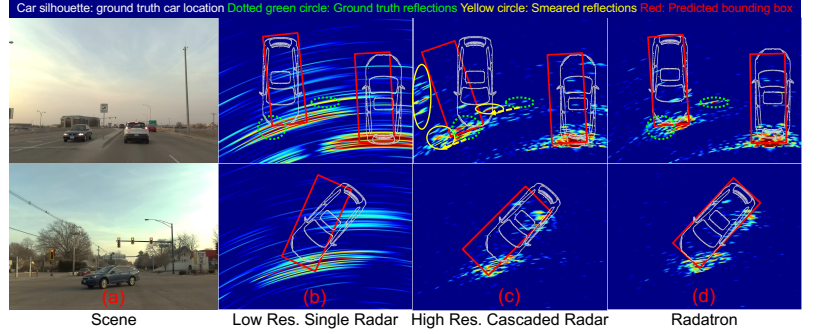 Car silhouette: ground truth car location Dotted green circle: Ground truth reflections Yellow circle: Smeared reflections Red: Predicted bounding box
(a) (b) (c) (d)
Scene Low Res. Single Radar High Res. Cascaded Radar Radatron